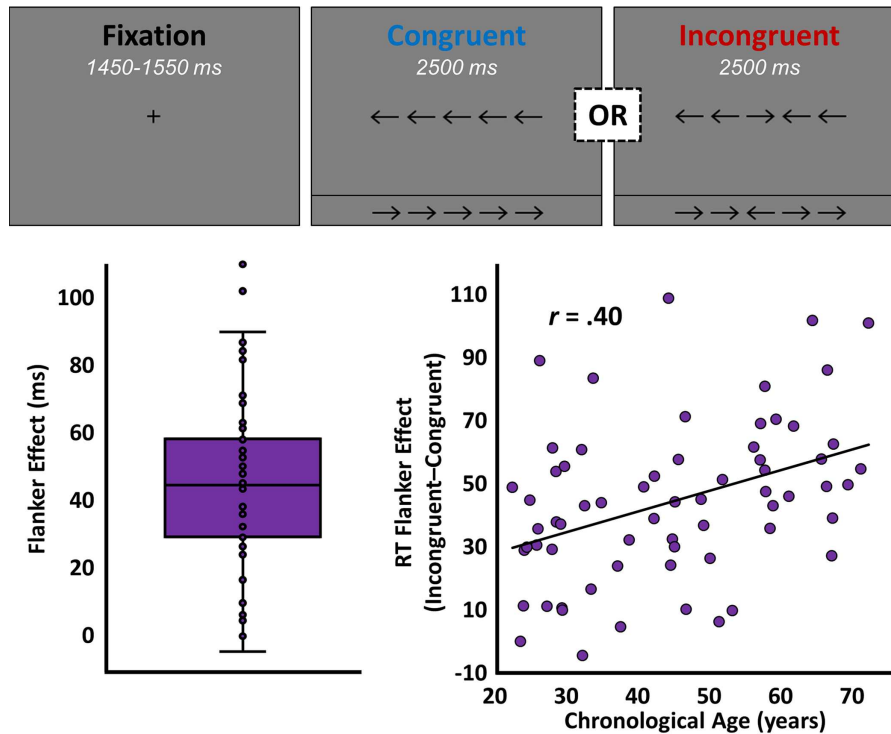 Fixation
1450-1550 ms
+
Congruent
2500 ms
← ← ← ← ←
→ → → → →
OR
Incongruent
2500 ms
← ← → ← ←
→ → ← → →
Flanker Effect (ms)
100
80
60
40
20
0
RT Flanker Effect
(Incongruent–Congruent)
110
90
70
50
30
10
-10
r = .40
20 30 40 50 60 70
Chronological Age (years)